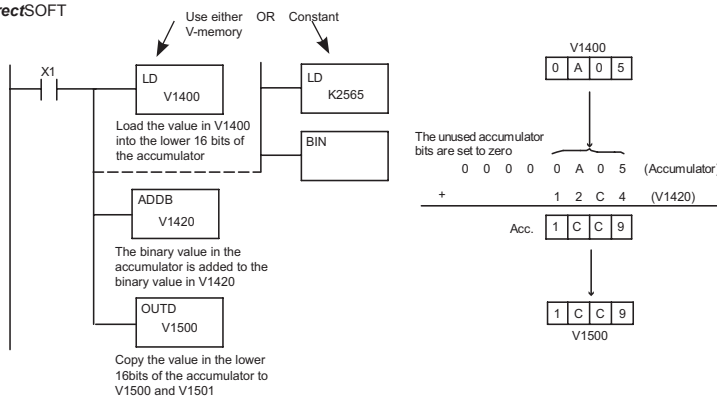 rectSOFT
Use either OR Constant
V-memory
X1
LD
V1400
LD
K2565
Load the value in V1400
into the lower 16 bits of
the accumulator
BIN
ADDB
V1420
The binary value in the
accumulator is added to the
binary value in V1420
OUTD
V1500
Copy the value in the lower
16bits of the accumulator to
V1500 and V1501
V1400
0 A 0 5
The unused accumulator
bits are set to zero
0 0 0 0 0 A 0 5 (Accumulator)
+ 1 2 C 4 (V1420)
Acc. 1 C C 9
1 C C 9
V1500